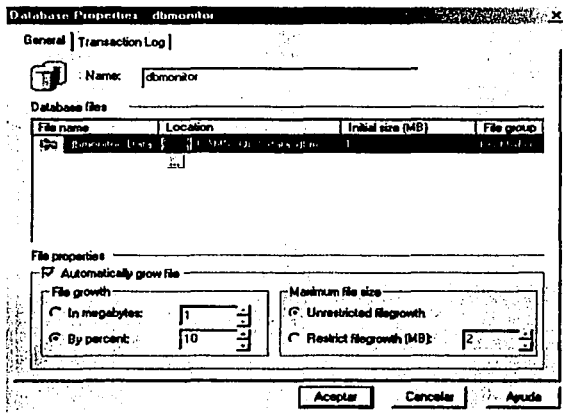 Database Properties - dbmonitor
General Transaction Log
Name: dbmonitor
Database files
File name Location Initial size (MB) File group
1
File properties
Automatically grow file
File growth
In megabytes: 1
By percent: 10
Maximum file size
Unrestricted filegrowth
Restrict filegrowth (MB): 2
Aceptar Cancelar Ayuda